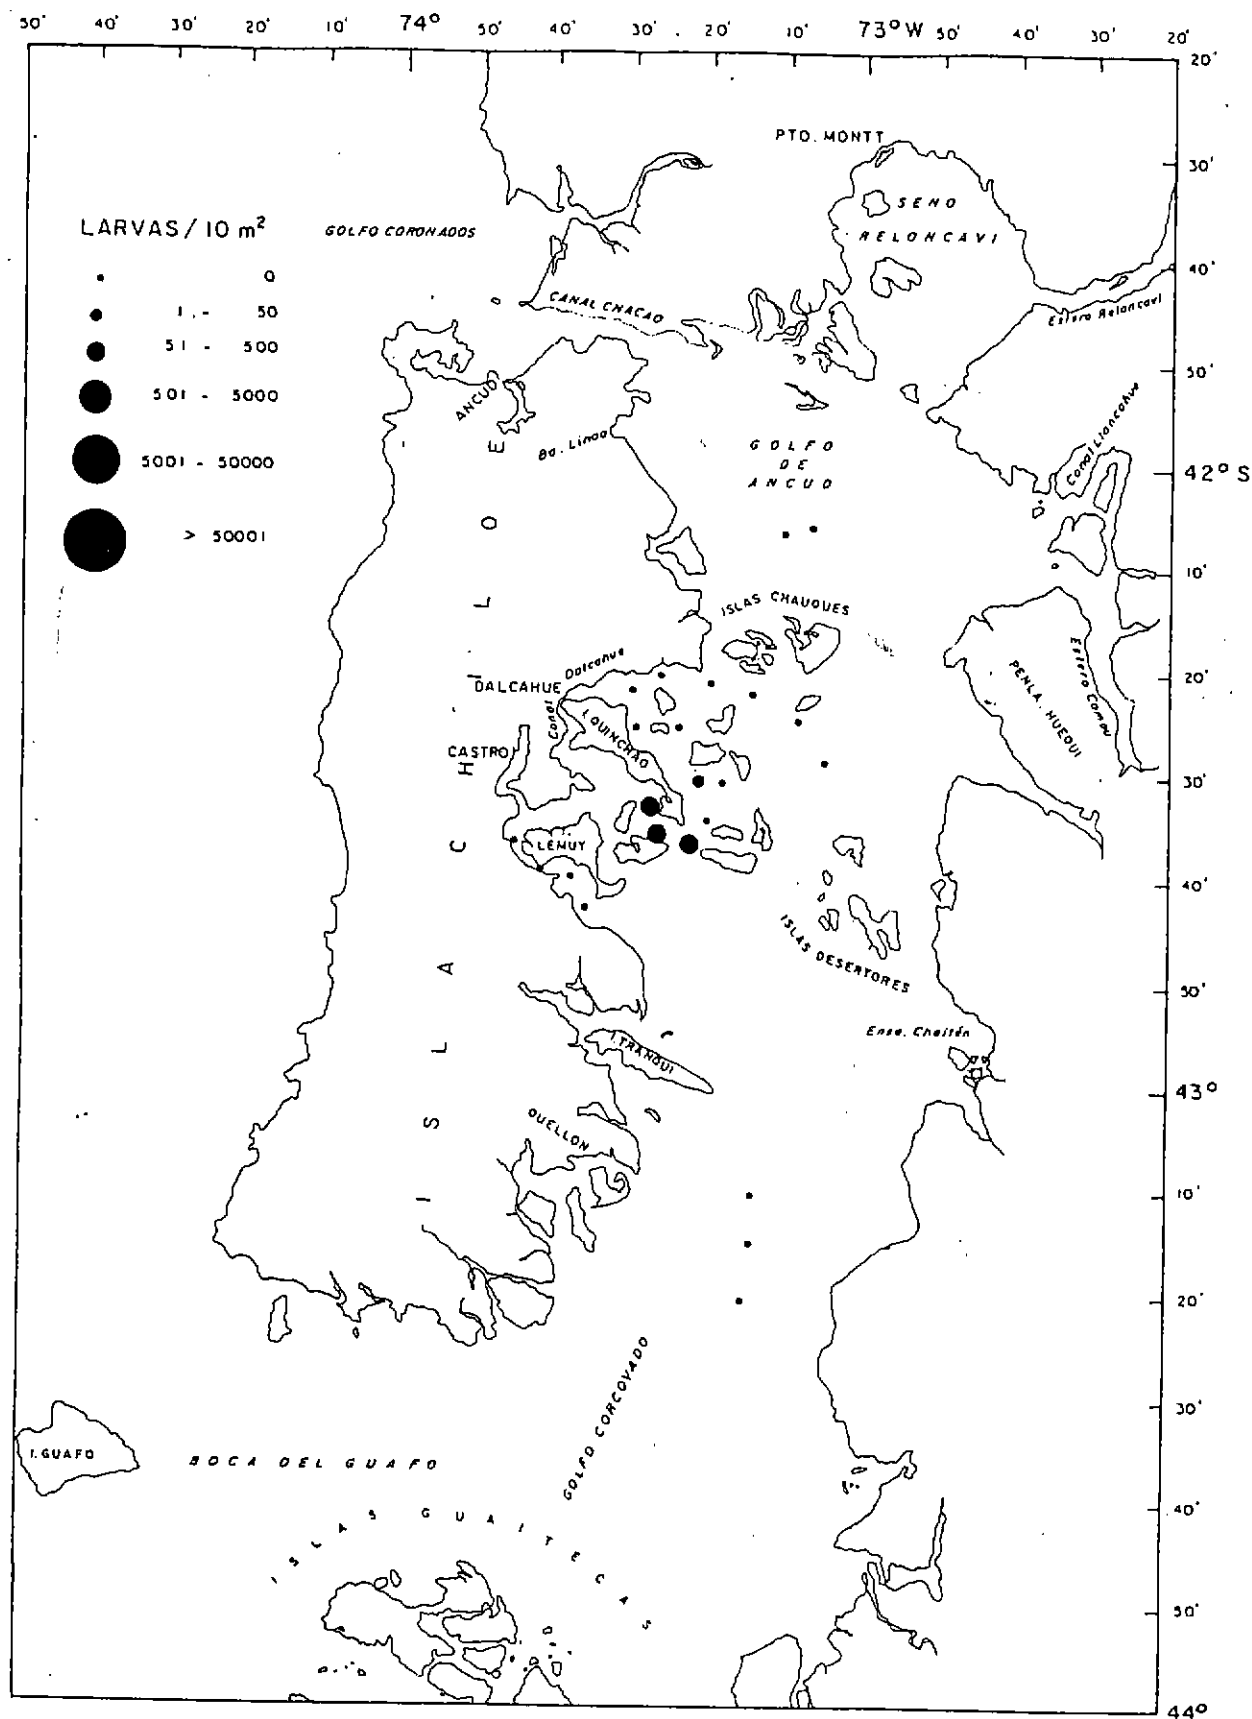 50' 40' 30' 20' 10' 74° 50' 40' 30' 20' 10' 73°W 50' 40' 30' 20'
20'
PTO. MONTT
30'
SENO
RELONCAVI
LARVAS / 10 m²
GOLFO CORONADOS
0
1 - 50
51 - 500
501 - 5000
5001 - 50000
> 50001
40'
CANAL CHACAO
Estero Reloncavi
50'
ANCUD
Ba. Linao
GOLFO
DE
ANCUD
Canal Llancahue
42° S
10'
ISLAS CHAUQUES
Canal Dalcahue
DALCAHUE
20'
PENLA. HUEQUI
Estero Comau
I. QUINCHAO
CASTRO
30'
LEMUY
40'
ISLAS DESERTORES
ISLA CHILOE
50'
Ensa. Chaitén
I. TRANQUI
43°
QUELLON
10'
20'
GOLFO CORCOVADO
30'
I. GUAFO
BOCA DEL GUAFO
40'
ISLAS GUAITECAS
50'
44°